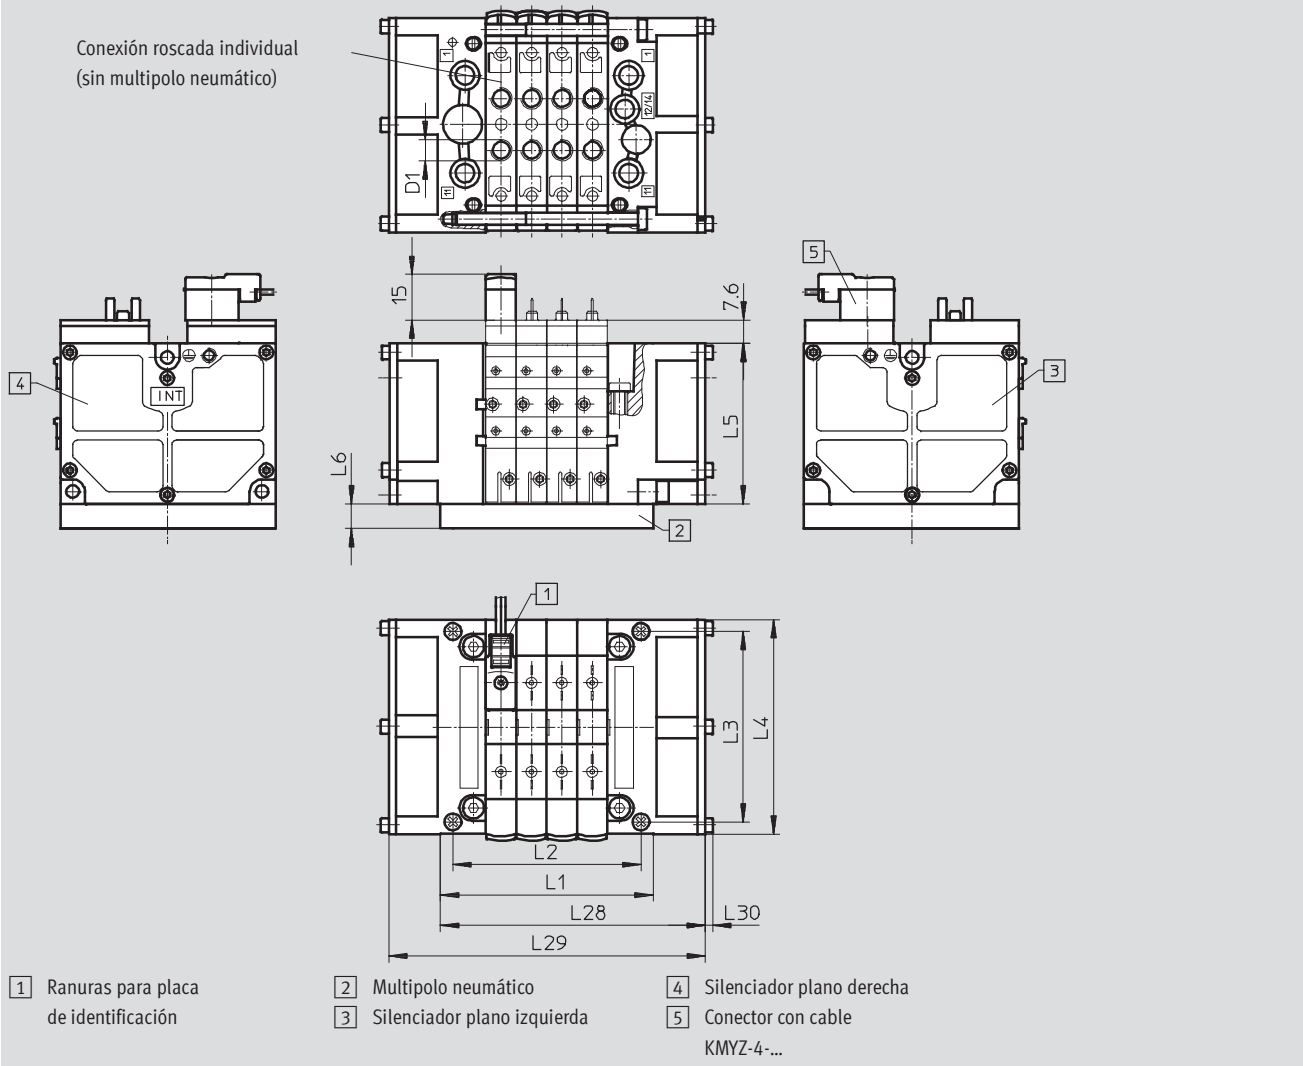 Conexión roscada individual
(sin multipolo neumático)
1
1
12/14
D1
11
11
5
15
7.6
4
INT
3
L5
L6
2
1
L3
L4
L2
L1
L28
L30
L29
1 Ranuras para placa
de identificación
2 Multipolo neumático
3 Silenciador plano izquierda
4 Silenciador plano derecha
5 Conector con cable
KMYZ-4-...